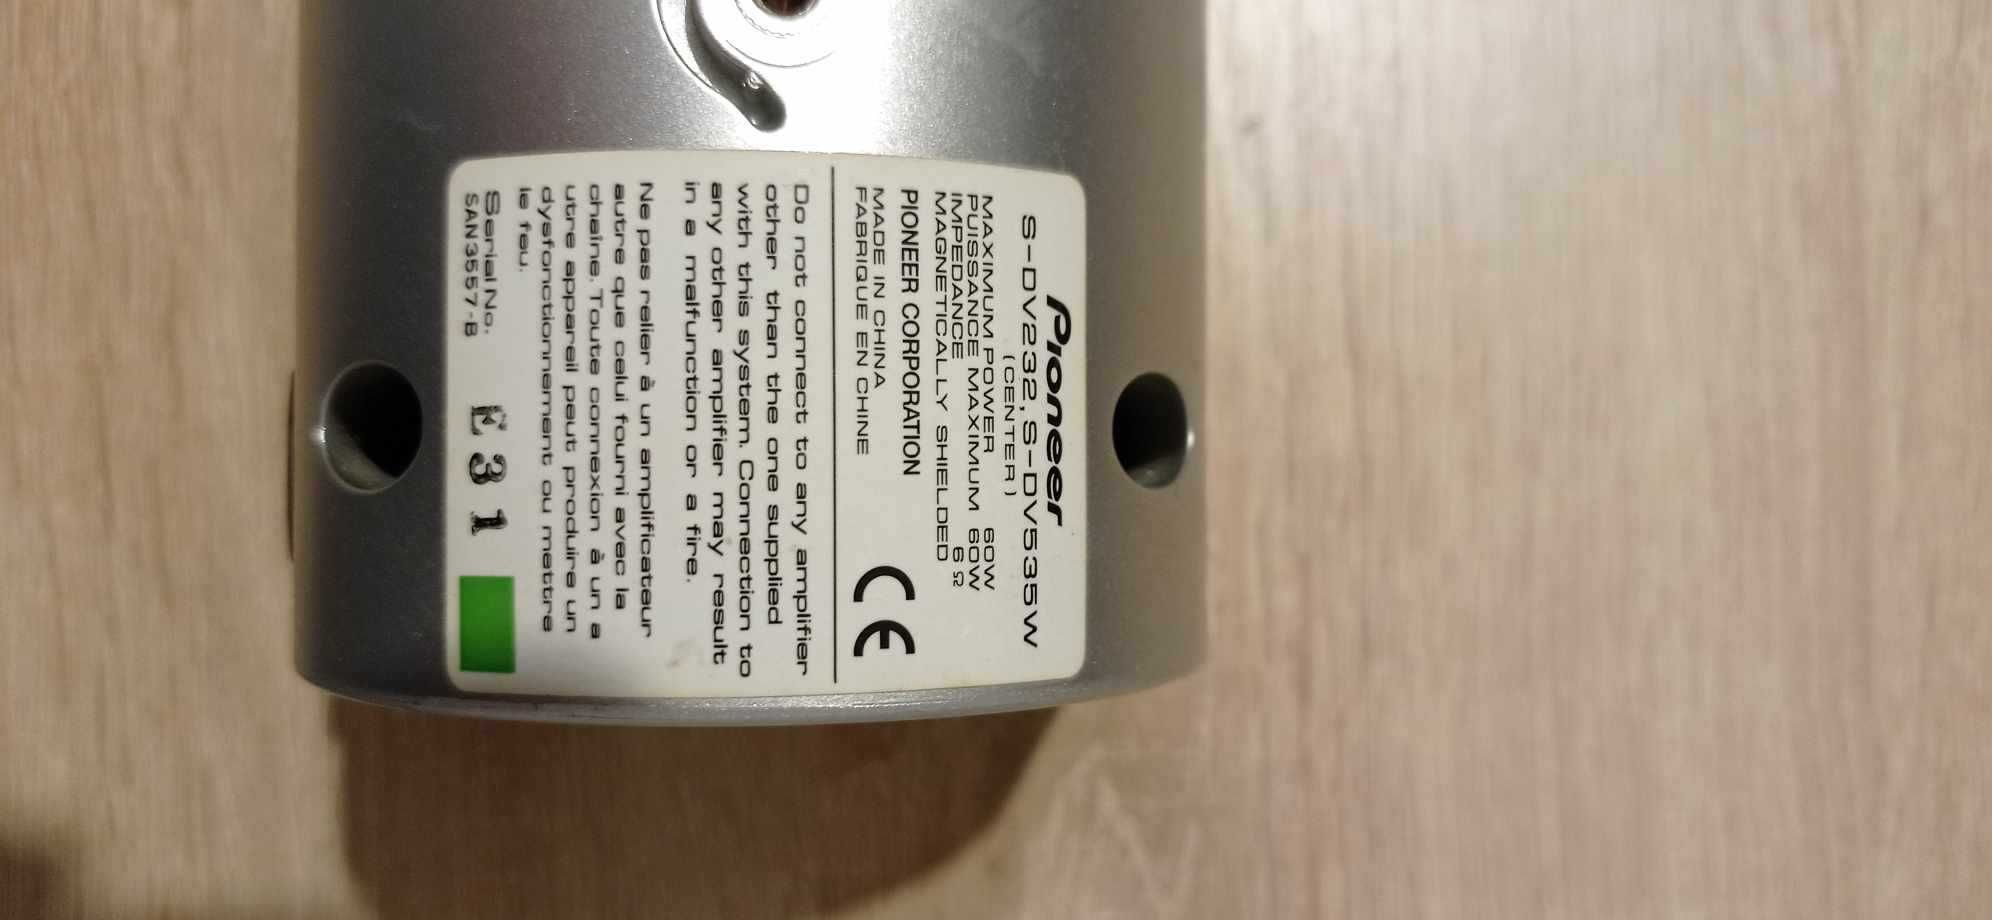 Pioneer
S-DV232,S-DV535W
(CENTER)
MAXIMUM POWER 60W
PUISSANCE MAXIMUM 60W
IMPEDANCE 6 Ω
MAGNETICALLY SHIELDED
PIONEER CORPORATION
MADE IN CHINA
FABRIQUE EN CHINE
CE
Do not connect to any amplifier
other than the one supplied
with this system. Connection to
any other amplifier may result
in a malfunction or a fire.
Ne pas relier à un amplificateur
autre que celui fourni avec la
chaîne. Toute connexion à un a
utre appareil peut produire un
dysfonctionnement ou mettre
le feu.
Serial No.
SAN3557-B
E31